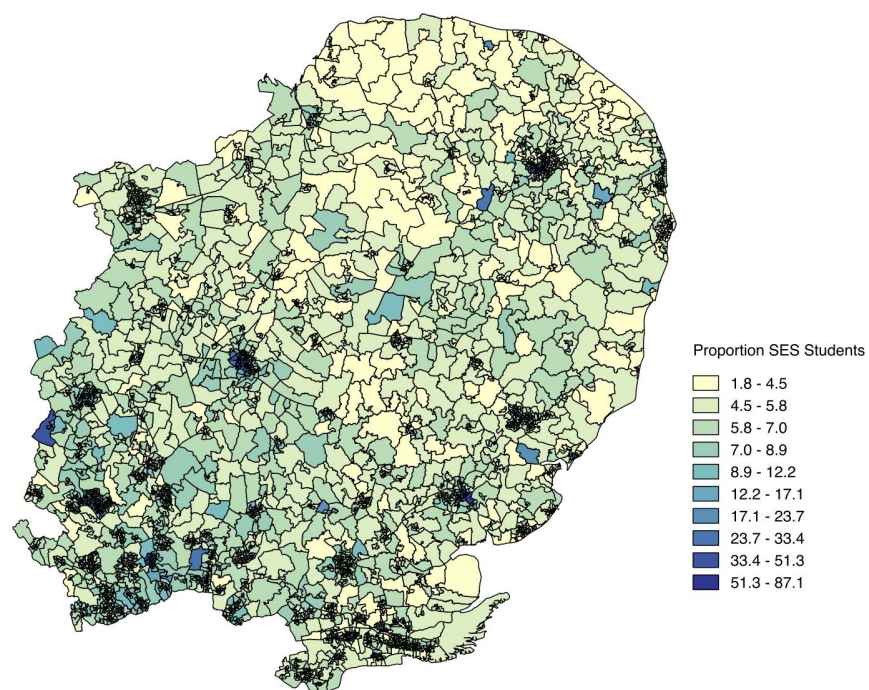 Proportion SES Students
1.8 - 4.5
4.5 - 5.8
5.8 - 7.0
7.0 - 8.9
8.9 - 12.2
12.2 - 17.1
17.1 - 23.7
23.7 - 33.4
33.4 - 51.3
51.3 - 87.1